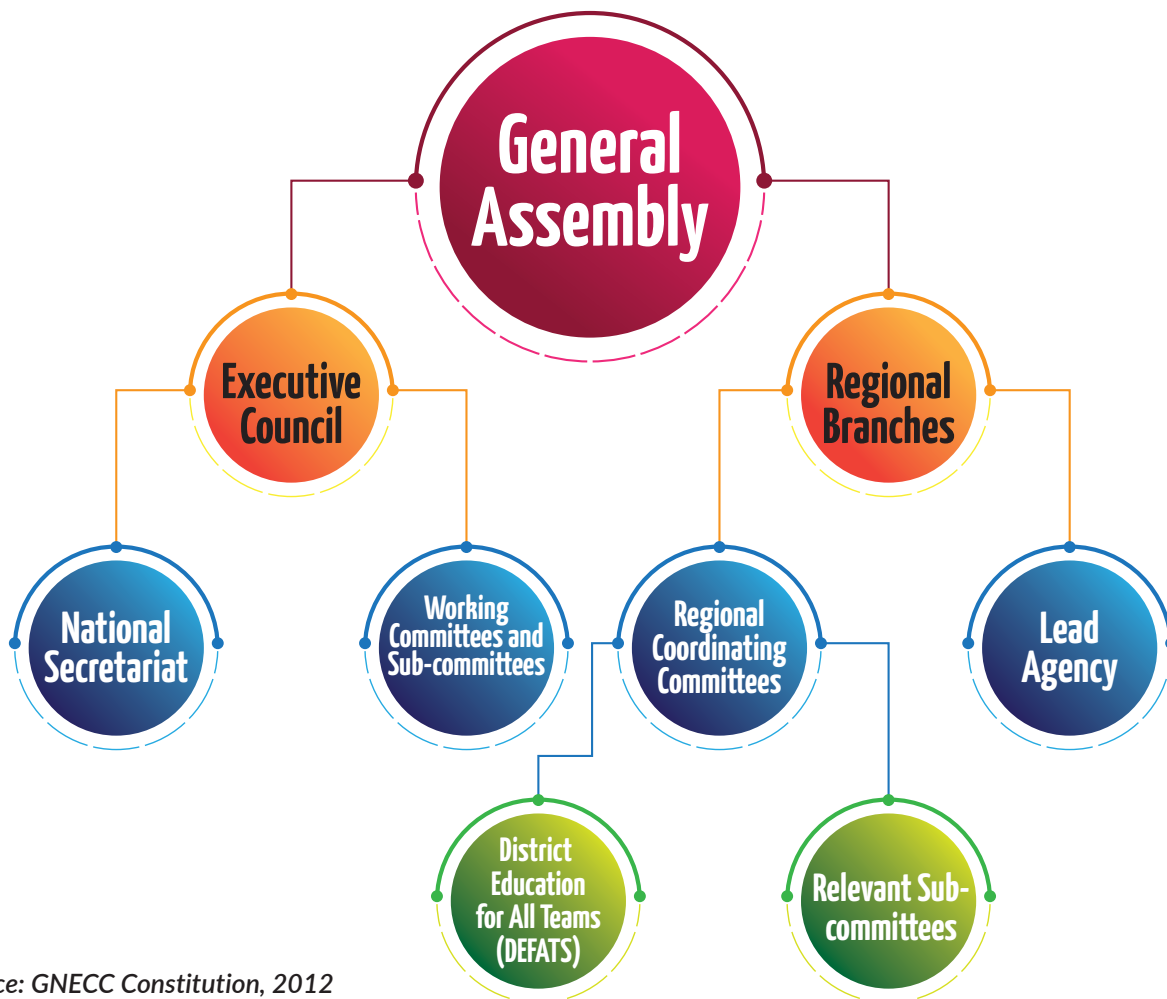 General
Assembly
Executive
Council
Regional
Branches
National
Secretariat
Working
Committees and
Sub-committees
Regional
Coordinating
Committees
Lead
Agency
District
Education
for All Teams
(DEFATS)
Relevant Sub-
committees
ce: GNECC Constitution, 2012